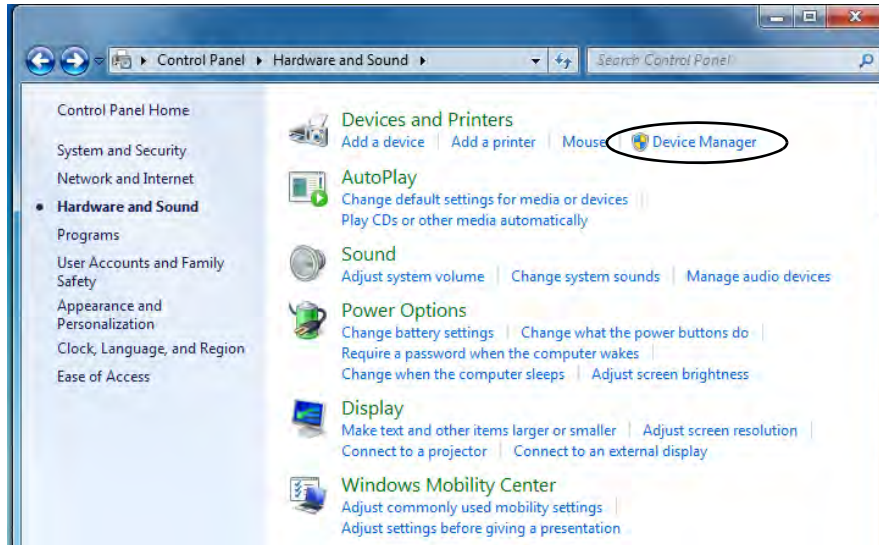 Control Panel Hardware and Sound Search Control Panel
Control Panel Home
System and Security
Network and Internet
Hardware and Sound
Programs
User Accounts and Family
Safety
Appearance and
Personalization
Clock, Language, and Region
Ease of Access
Devices and Printers
Add a device Add a printer Mouse Device Manager
AutoPlay
Change default settings for media or devices
Play CDs or other media automatically
Sound
Adjust system volume Change system sounds Manage audio devices
Power Options
Change battery settings Change what the power buttons do
Require a password when the computer wakes
Change when the computer sleeps Adjust screen brightness
Display
Make text and other items larger or smaller Adjust screen resolution
Connect to a projector Connect to an external display
Windows Mobility Center
Adjust commonly used mobility settings
Adjust settings before giving a presentation